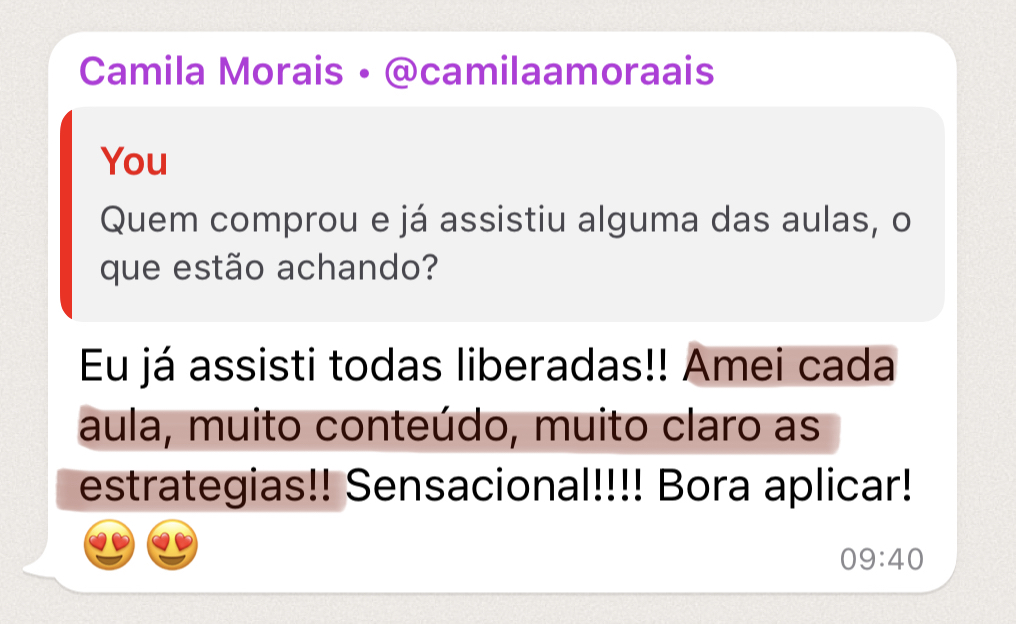 Camila Morais • @camilaamoraais
You
Quem comprou e já assistiu alguma das aulas, o
que estão achando?
Eu já assisti todas liberadas!! Amei cada
aula, muito conteúdo, muito claro as
estrategias!! Sensacional!!!! Bora aplicar!
😍😍
09:40